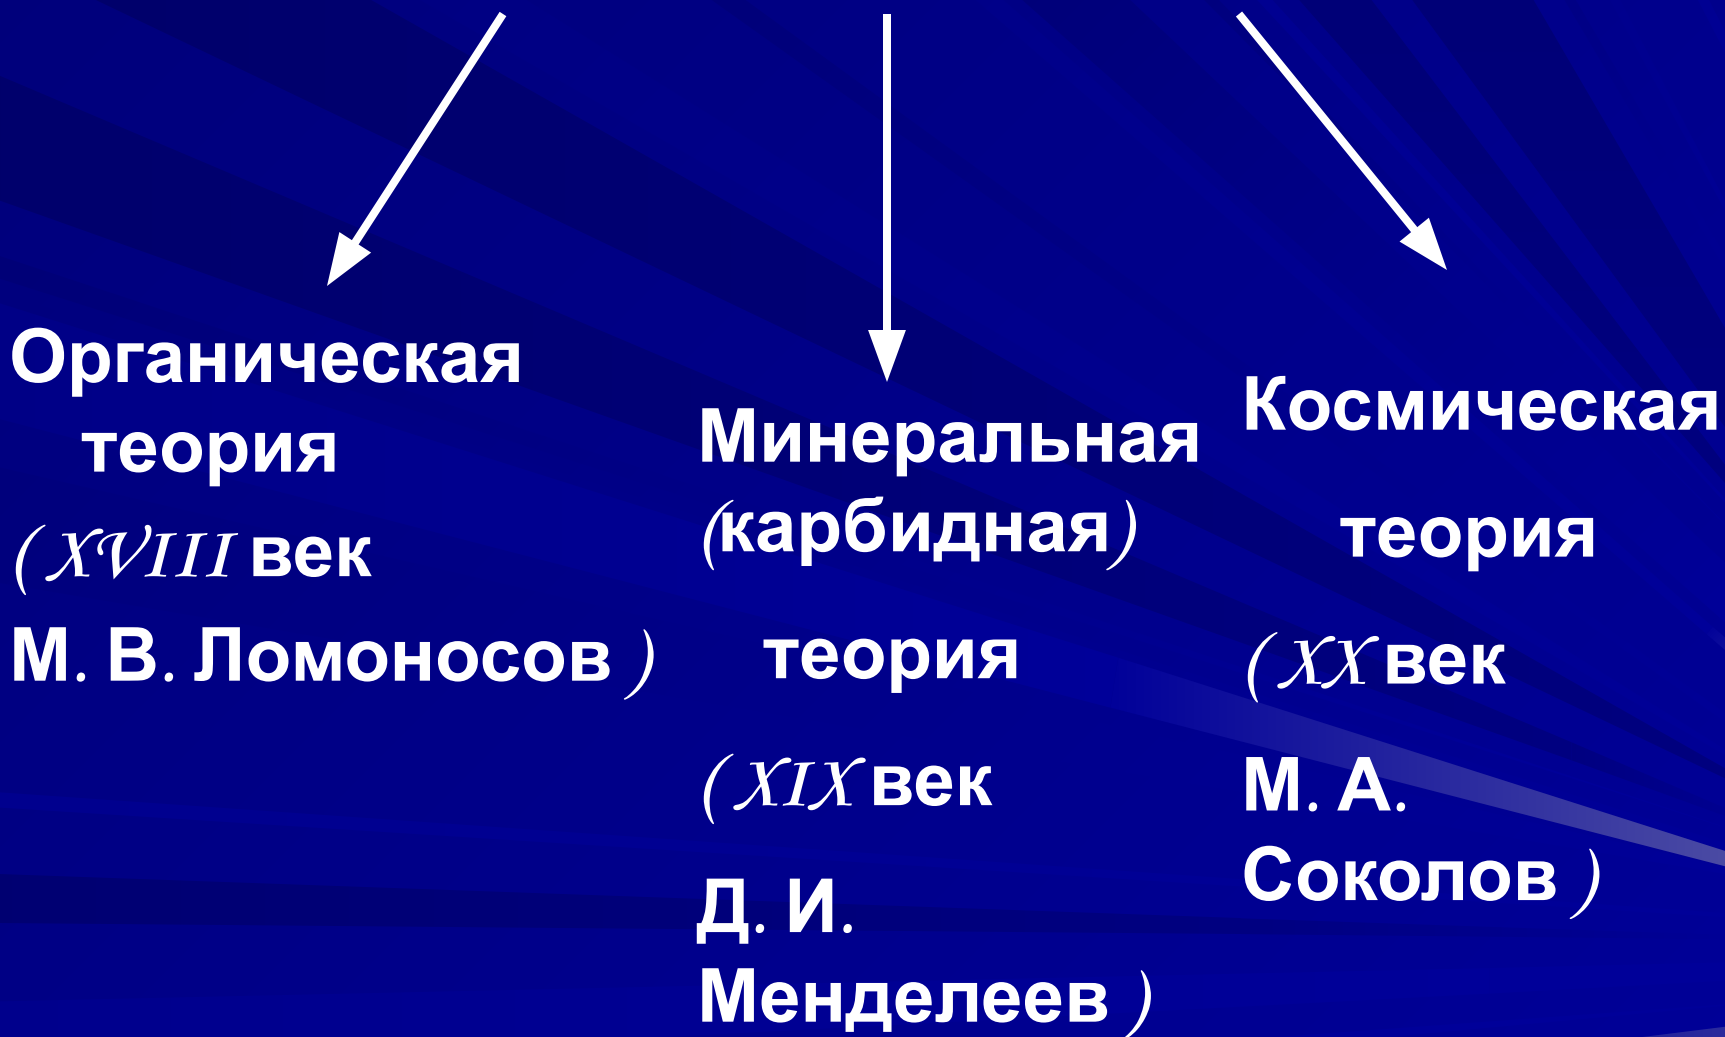 Органическая
теория
( XVIII век
М. В. Ломоносов )
Минеральная
(карбидная)
теория
( XIX век
Д. И.
Менделеев )
Космическая
теория
( XX век
М. А.
Соколов )